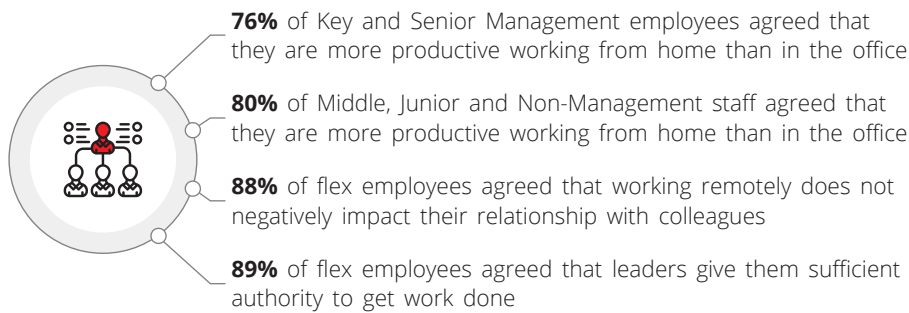 76% of Key and Senior Management employees agreed that
they are more productive working from home than in the office
80% of Middle, Junior and Non-Management staff agreed that
they are more productive working from home than in the office
88% of flex employees agreed that working remotely does not
negatively impact their relationship with colleagues
89% of flex employees agreed that leaders give them sufficient
authority to get work done